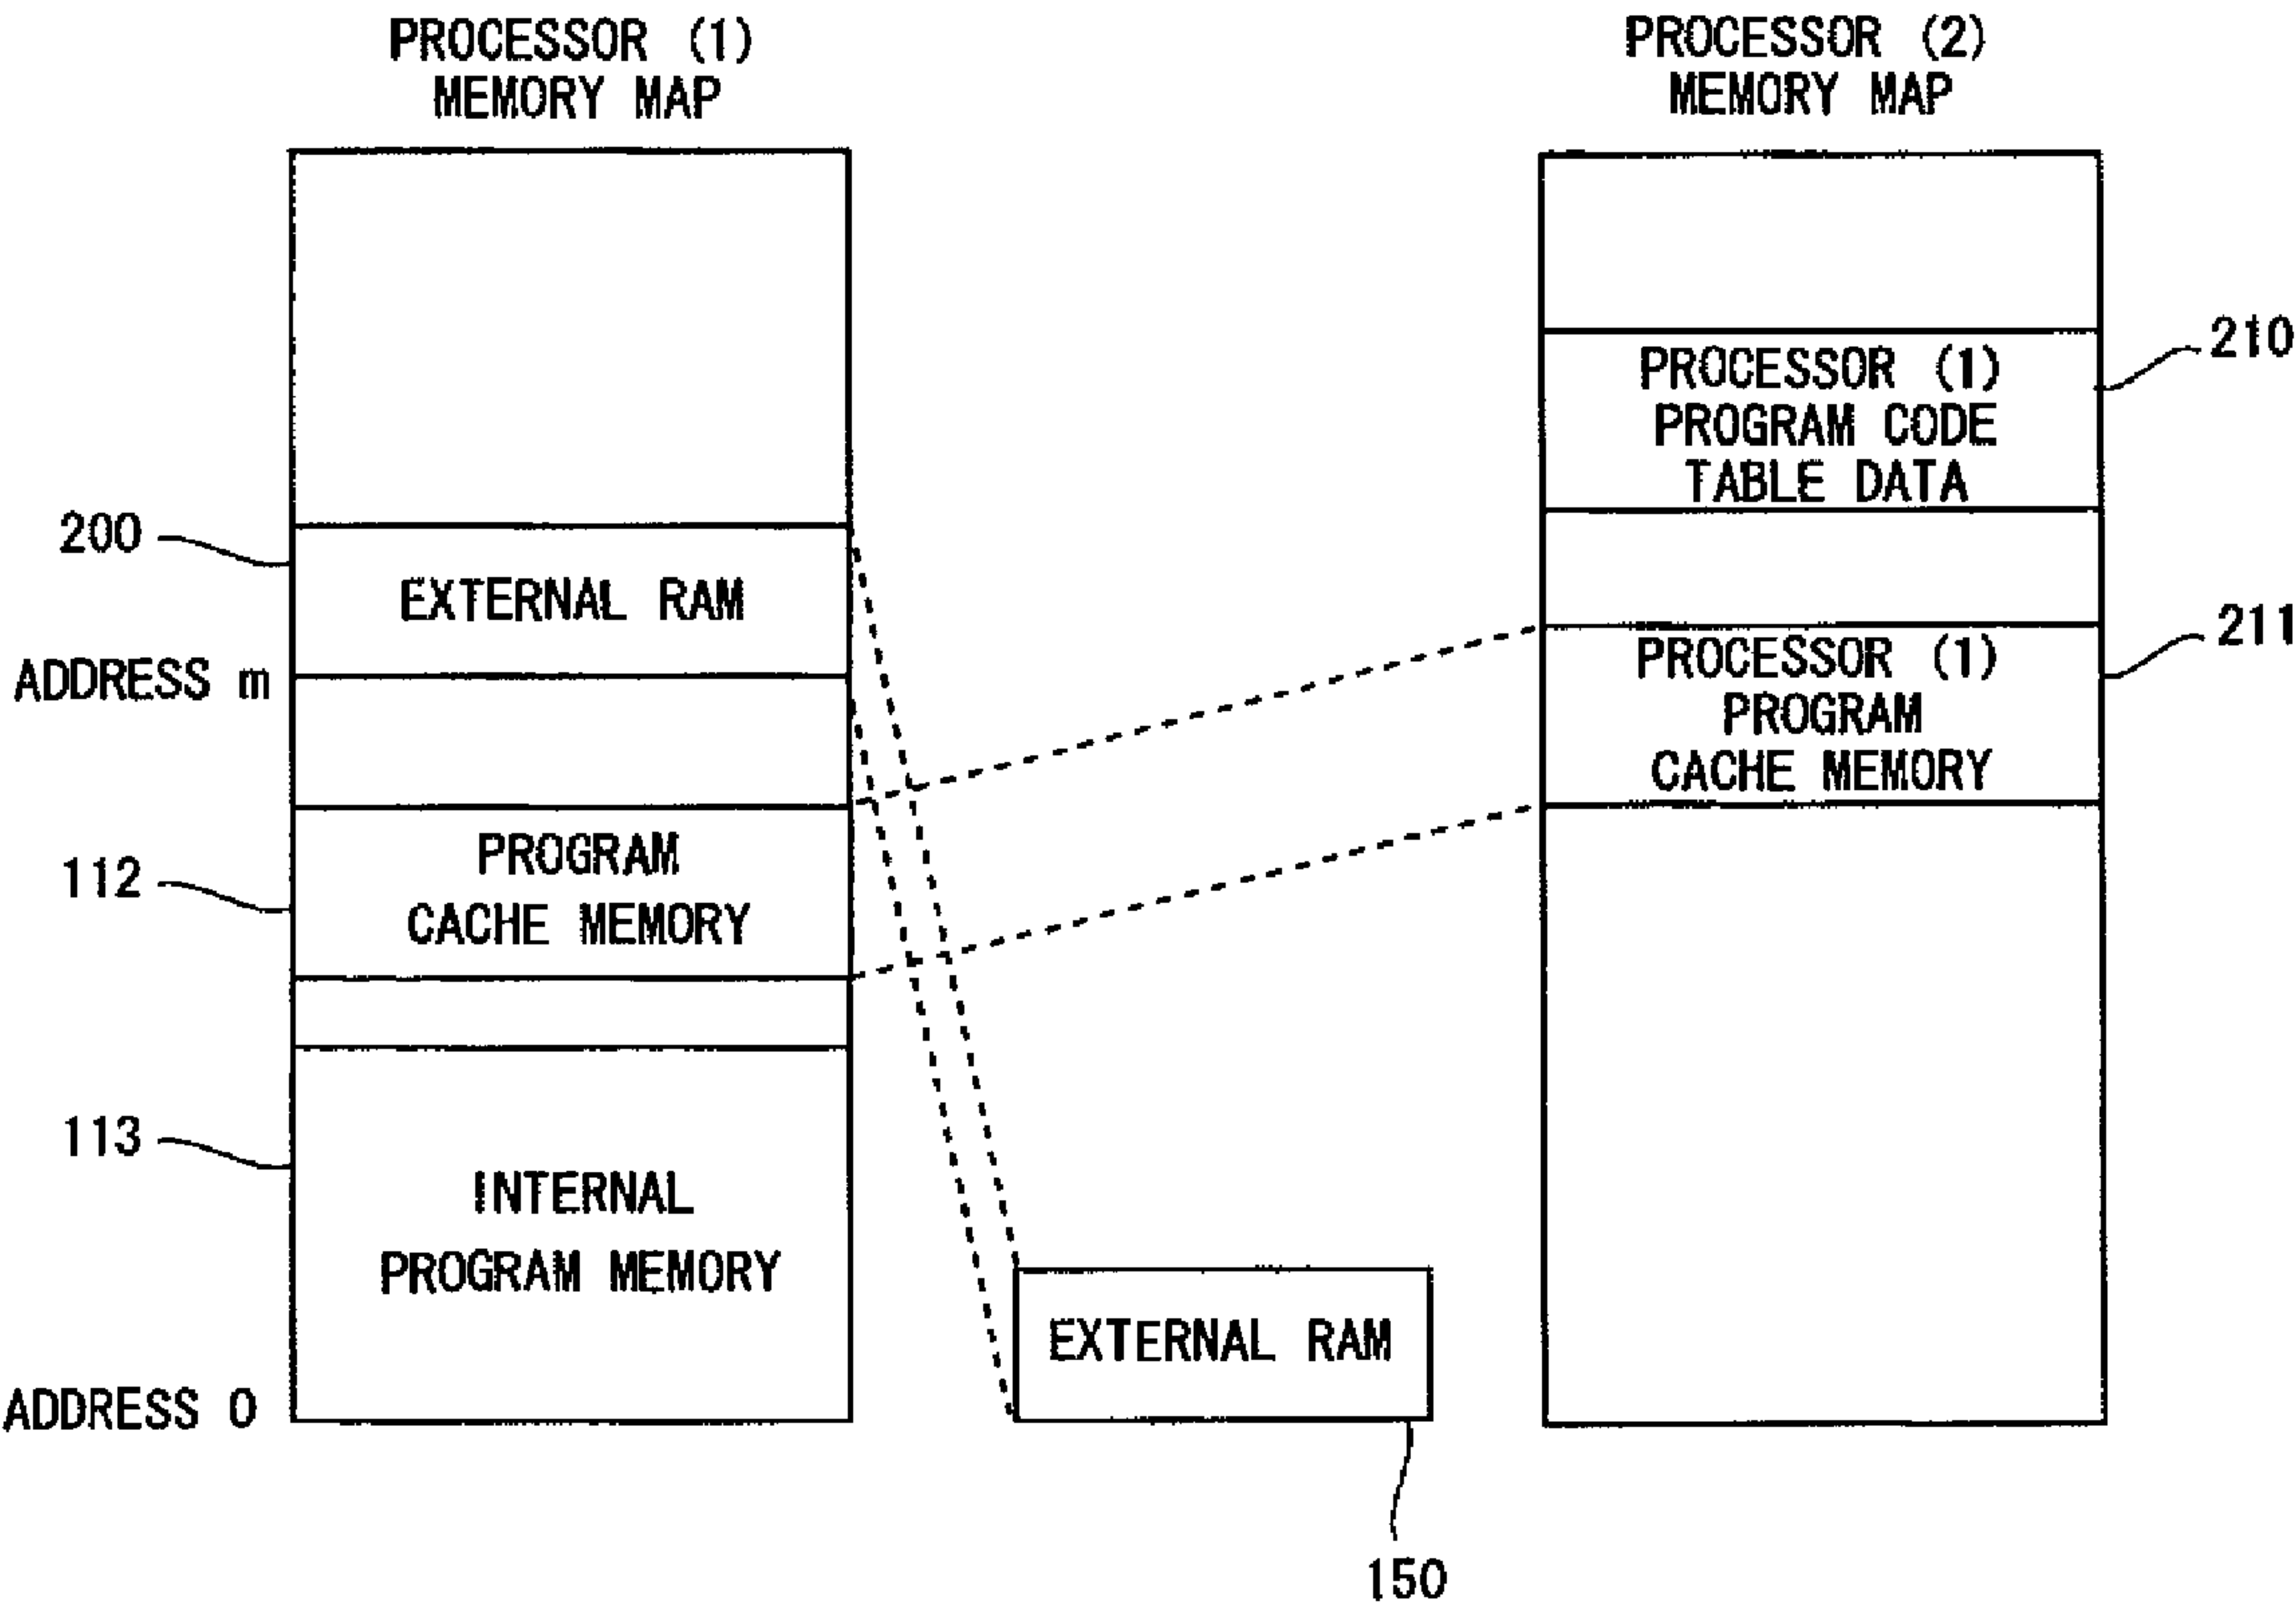 PROCESSOR (1)
MEMORY MAP
PROCESSOR (2)
MEMORY MAP
200
EXTERNAL RAM
ADDRESS m
112
PROGRAM
CACHE MEMORY
113
INTERNAL
PROGRAM MEMORY
ADDRESS 0
EXTERNAL RAM
150
PROCESSOR (1)
PROGRAM CODE
TABLE DATA
210
PROCESSOR (1)
PROGRAM
CACHE MEMORY
211